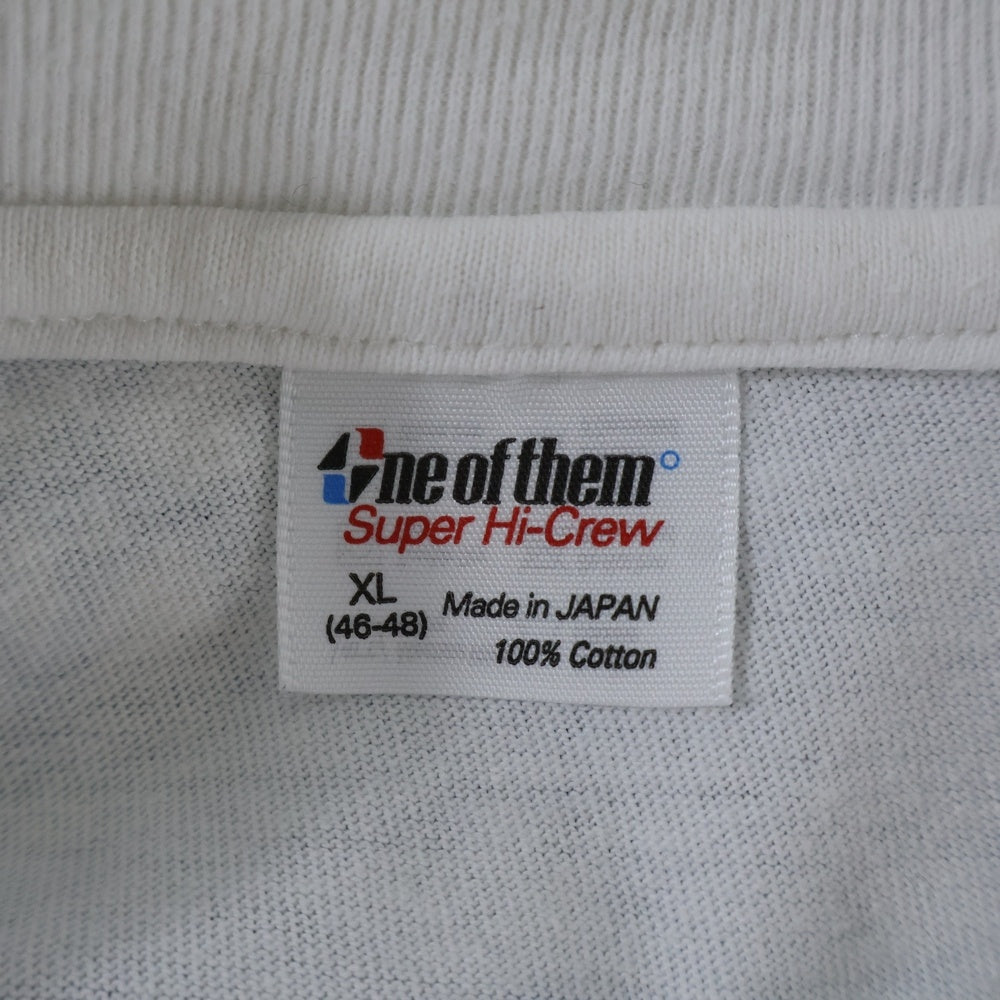 One of them
Super Hi-Crew
XL
(46-48)
Made in JAPAN
100% Cotton